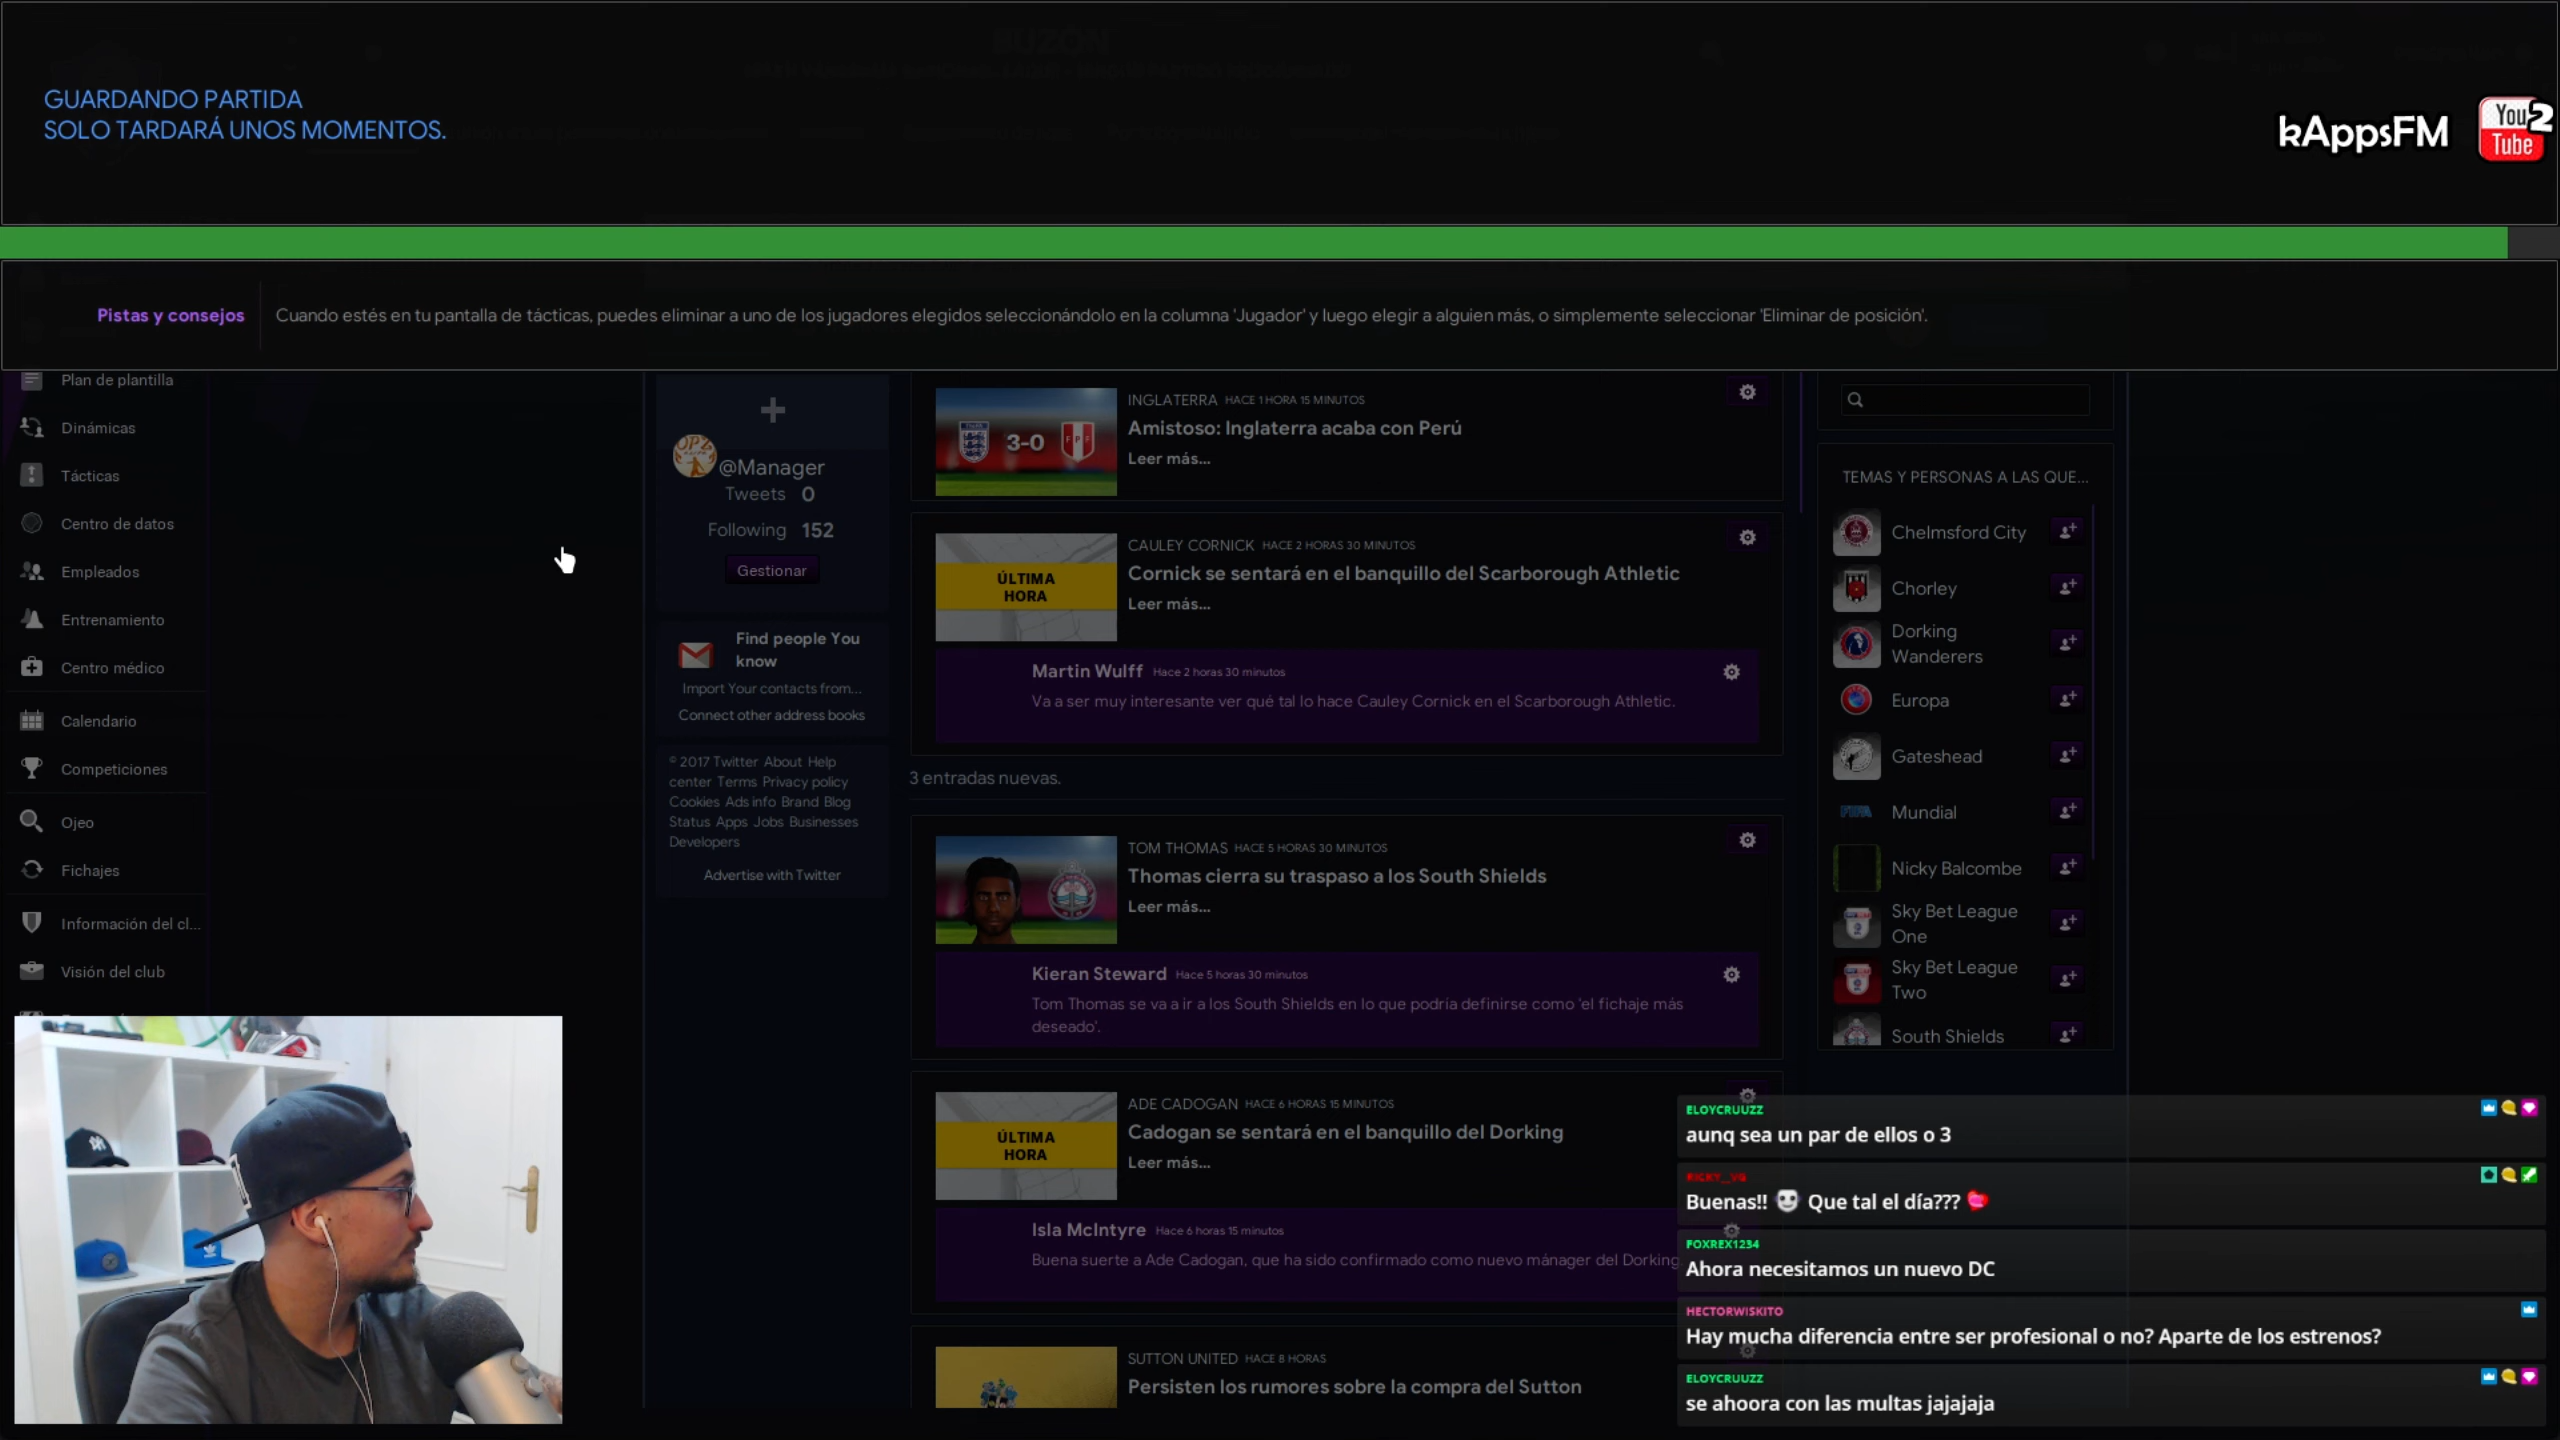 BUZÓN
GUARDANDO PARTIDA
SOLO TARDARÁ UNOS MOMENTOS.
kAppsFM
You 2
Tube
Pistas y consejos
Cuando estés en tu pantalla de tácticas, puedes eliminar a uno de los jugadores elegidos seleccionándolo en la columna 'Jugador' y luego elegir a alguien más, o simplemente seleccionar 'Eliminar de posición'.
Plan de plantilla
Dinámicas
Tácticas
Centro de datos
Empleados
Entrenamiento
Centro médico
Calendario
Competiciones
Ojeo
Fichajes
Información del cl...
Visión del club
@Manager
Tweets 0
Following 152
Gestionar
Find people You
know
Import Your contacts from...
Connect other address books
© 2017 Twitter About Help
center Terms Privacy policy
Cookies Ads info Brand Blog
Status Apps Jobs Businesses
Developers
Advertise with Twitter
3-0
FPF
INGLATERRA HACE 1 HORA 15 MINUTOS
Amistoso: Inglaterra acaba con Perú
Leer más...
ÚLTIMA
HORA
CAULEY CORNICK HACE 2 HORAS 30 MINUTOS
Cornick se sentará en el banquillo del Scarborough Athletic
Leer más...
Martin Wulff Hace 2 horas 30 minutos
Va a ser muy interesante ver qué tal lo hace Cauley Cornick en el Scarborough Athletic.
3 entradas nuevas.
TOM THOMAS HACE 5 HORAS 30 MINUTOS
Thomas cierra su traspaso a los South Shields
Leer más...
Kieran Steward Hace 5 horas 30 minutos
Tom Thomas se va a ir a los South Shields en lo que podría definirse como 'el fichaje más
deseado'.
ÚLTIMA
HORA
ADE CADOGAN HACE 6 HORAS 15 MINUTOS
Cadogan se sentará en el banquillo del Dorking
Leer más...
Isla McIntyre Hace 6 horas 15 minutos
Buena suerte a Ade Cadogan, que ha sido confirmado como nuevo mánager del Dorking
SUTTON UNITED HACE 8 HORAS
Persisten los rumores sobre la compra del Sutton
TEMAS Y PERSONAS A LAS QUE...
Chelmsford City
Chorley
Dorking
Wanderers
Europa
Gateshead
FIFA
Mundial
Nicky Balcombe
Sky Bet League
One
Sky Bet League
Two
South Shields
ELOYCRUUZZ
aunq sea un par de ellos o 3
RICKY__VG
Buenas!! Que tal el día???
FOXREX1234
Ahora necesitamos un nuevo DC
HECTORWISKITO
Hay mucha diferencia entre ser profesional o no? Aparte de los estrenos?
ELOYCRUUZZ
se ahoora con las multas jajajaja